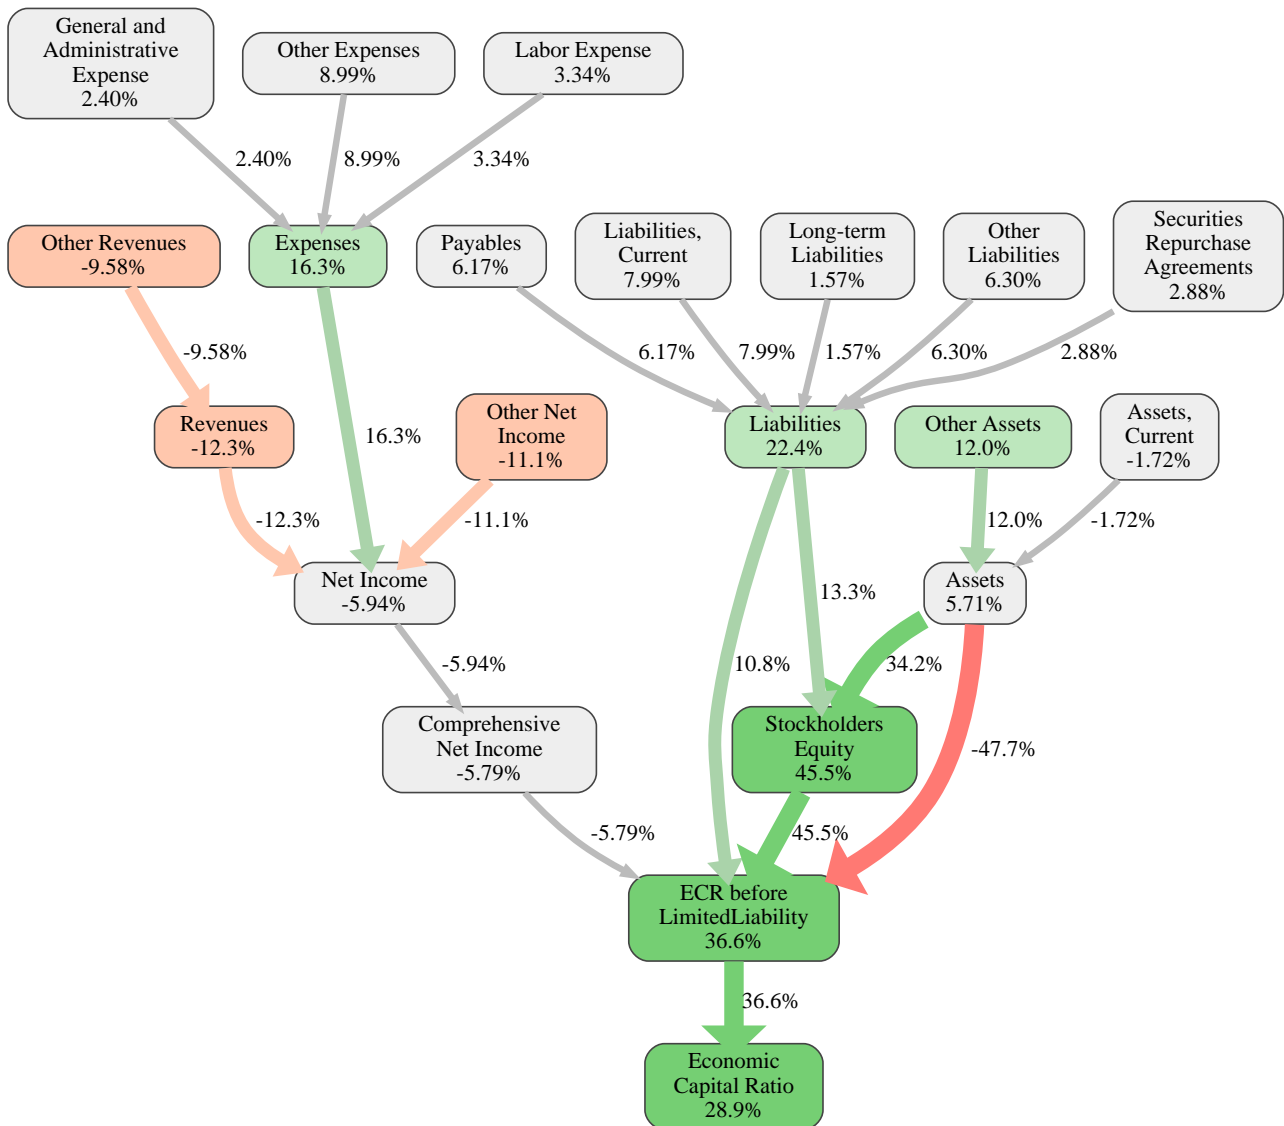 General and
Administrative
Expense
2.40%
Other Expenses
8.99%
Labor Expense
3.34%
2.40%
8.99%
3.34%
Other Revenues
-9.58%
Expenses
16.3%
Payables
6.17%
Liabilities,
Current
7.99%
Long-term
Liabilities
1.57%
Other
Liabilities
6.30%
Securities
Repurchase
Agreements
2.88%
-9.58%
6.17%
7.99%
1.57%
6.30%
2.88%
Revenues
-12.3%
16.3%
Other Net
Income
-11.1%
Liabilities
22.4%
Other Assets
12.0%
Assets,
Current
-1.72%
-12.3%
-11.1%
12.0%
-1.72%
Net Income
-5.94%
13.3%
Assets
5.71%
-5.94%
10.8%
34.2%
Comprehensive
Net Income
-5.79%
Stockholders
Equity
45.5%
-47.7%
-5.79%
45.5%
ECR before
LimitedLiability
36.6%
36.6%
Economic
Capital Ratio
28.9%